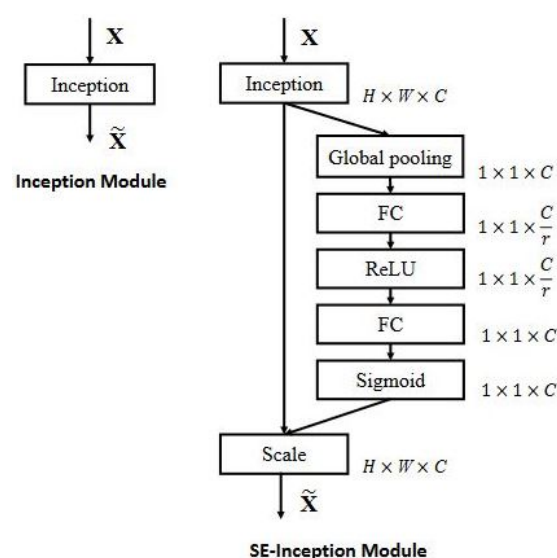 X
Inception
X̃
Inception Module
X
Inception
H × W × C
Global pooling
1 × 1 × C
FC
1 × 1 × C/r
ReLU
1 × 1 × C/r
FC
1 × 1 × C
Sigmoid
1 × 1 × C
Scale
H × W × C
X̃
SE-Inception Module